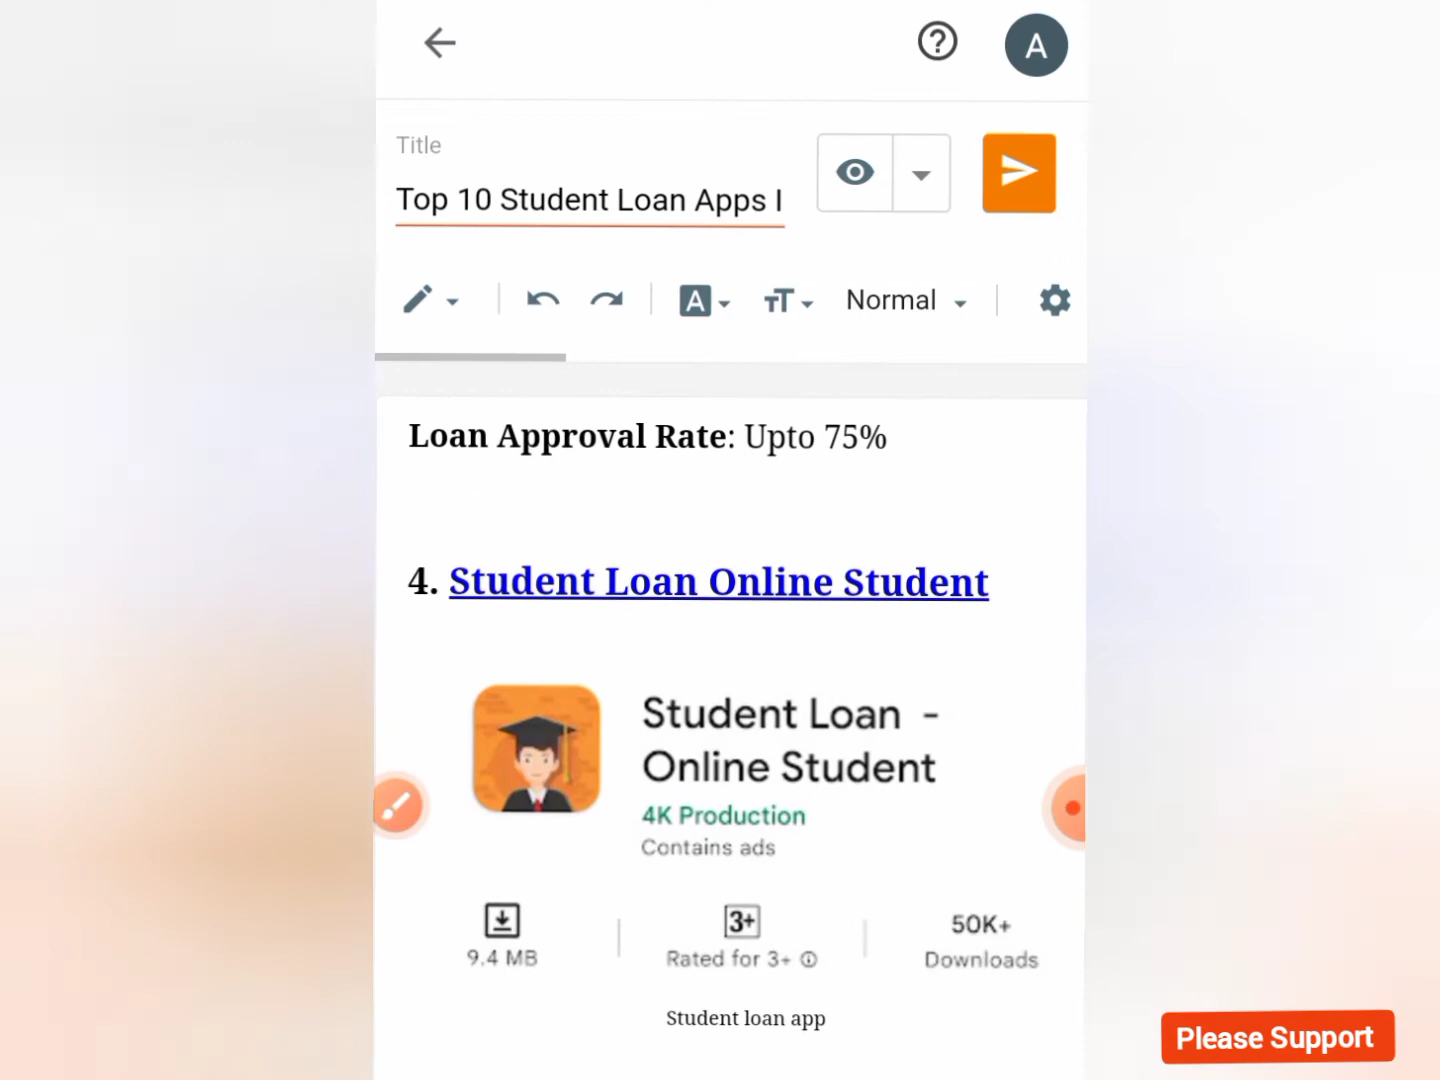 A
Title
Top 10 Student Loan Apps I
A
TT
Normal
Loan Approval Rate: Upto 75%
4. Student Loan Online Student
Student Loan -
Online Student
4K Production
Contains ads
3+
50K+
9.4 MB
Rated for 3+
Downloads
Student loan app
Please Support